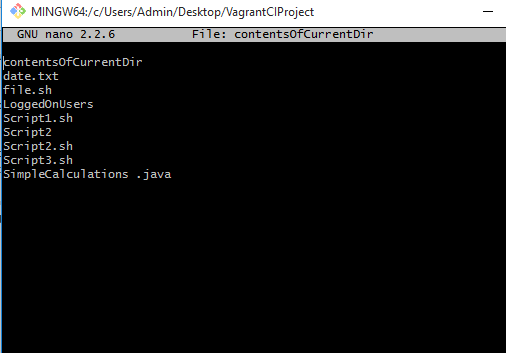 MINGW64:/c/Users/Admin/Desktop/VagrantCIProject
GNU nano 2.2.6 File: contentsOfCurrentDir
contentsOfCurrentDir
date.txt
file.sh
LoggedOnUsers
Script1.sh
Script2
Script2.sh
Script3.sh
SimpleCalculations .java